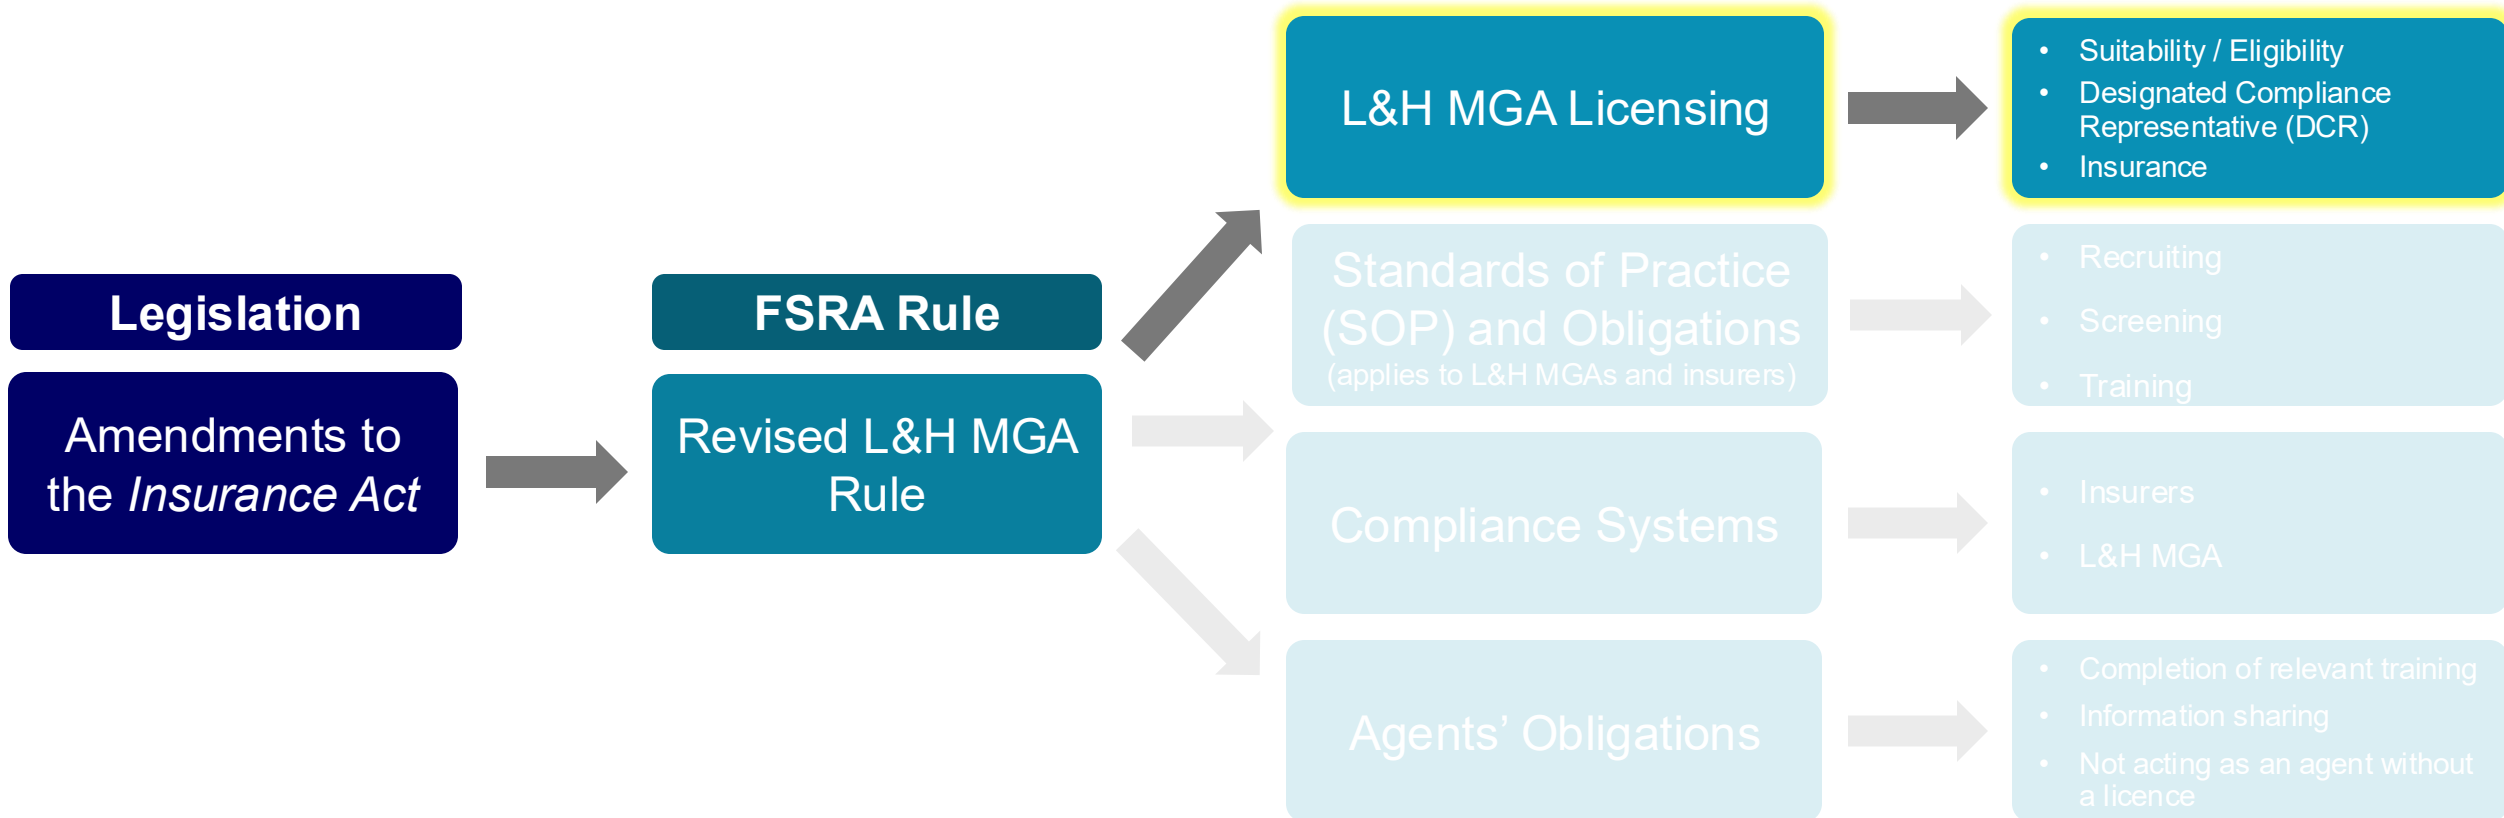 Legislation
Amendments to
the Insurance Act
FSRA Rule
Revised L&H MGA
Rule
L&H MGA Licensing
• Suitability / Eligibility
• Designated Compliance
Representative (DCR)
• Insurance
Standards of Practice
(SOP) and Obligations
(applies to L&H MGAs and insurers)
• Recruiting
• Screening
• Training
Compliance Systems
• Insurers
• L&H MGA
Agents’ Obligations
• Completion of relevant training
• Information sharing
• Not acting as an agent without
a licence